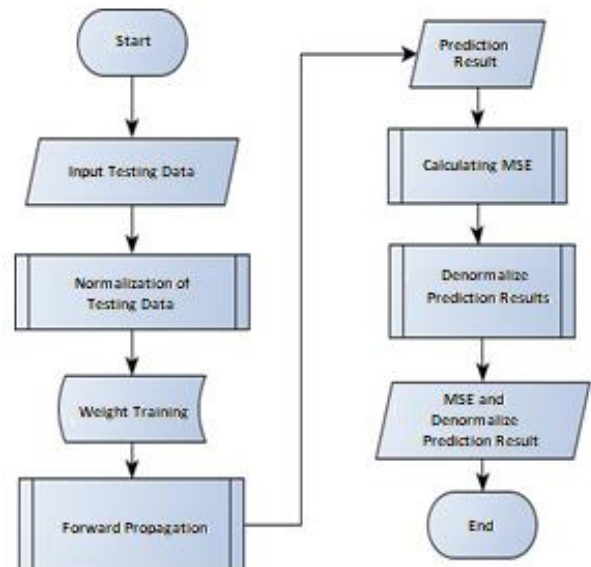 Start
Input Testing Data
Normalization of
Testing Data
Weight Training
Forward Propagation
Prediction
Result
Calculating MSE
Denormalize
Prediction Results
MSE and
Denormalize
Prediction Result
End